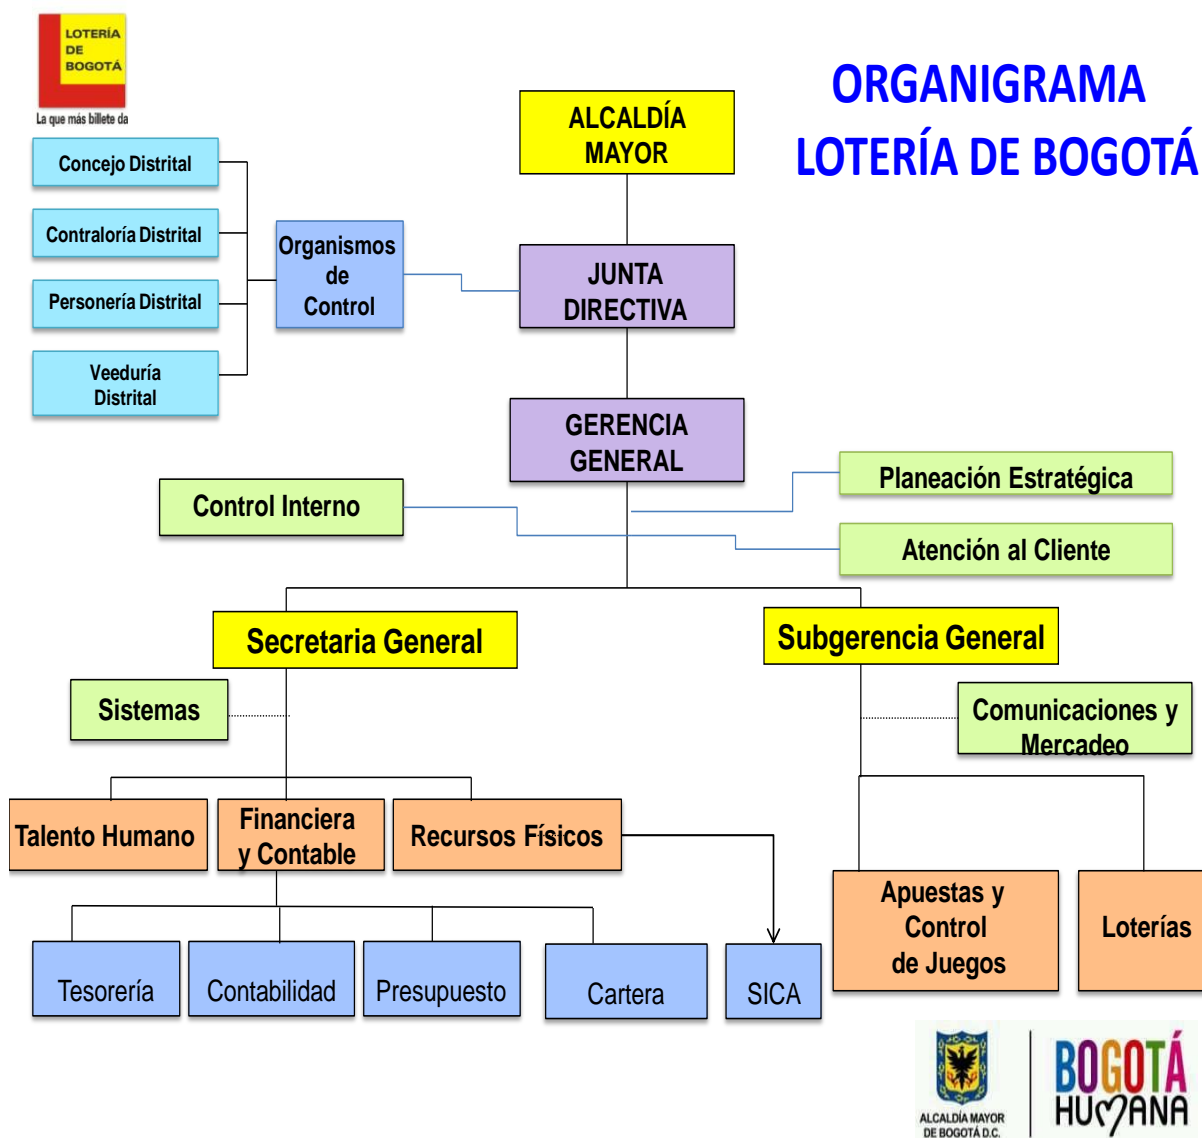 LOTERÍA
DE
BOGOTÁ
La que más billete da
ORGANIGRAMA
LOTERÍA DE BOGOTÁ
ALCALDÍA
MAYOR
Concejo Distrital
Contraloría Distrital
Personería Distrital
Veeduría
Distrital
Organismos
de
Control
JUNTA
DIRECTIVA
GERENCIA
GENERAL
Control Interno
Planeación Estratégica
Atención al Cliente
Secretaria General
Subgerencia General
Sistemas
Comunicaciones y
Mercadeo
Talento Humano
Financiera
y Contable
Recursos Físicos
Apuestas y
Control
de Juegos
Loterías
Tesorería
Contabilidad
Presupuesto
Cartera
SICA
ALCALDÍA MAYOR
DE BOGOTÁ D.C.
BOGOTÁ
HUMANA